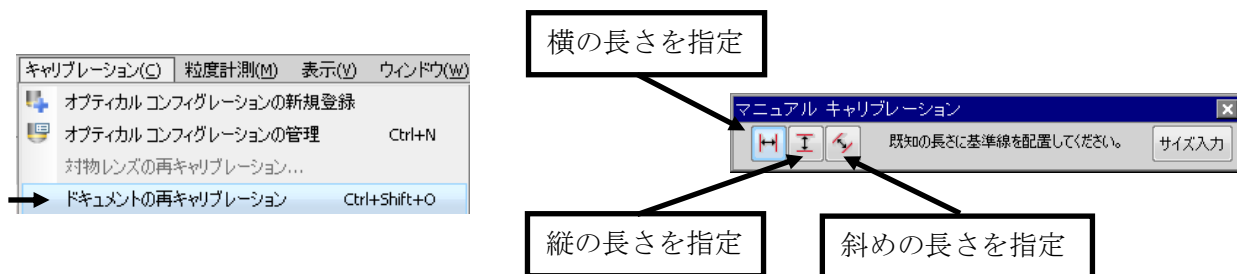 横の長さを指定
キャリブレーション(C) 粒度計測(M) 表示(V) ウィンドウ(W)
オプティカル コンフィグレーションの新規登録
オプティカル コンフィグレーションの管理 Ctrl+N
対物レンズの再キャリブレーション...
ドキュメントの再キャリブレーション Ctrl+Shift+O
マニュアル キャリブレーション
既知の長さに基準線を配置してください。 サイズ入力
縦の長さを指定
斜めの長さを指定